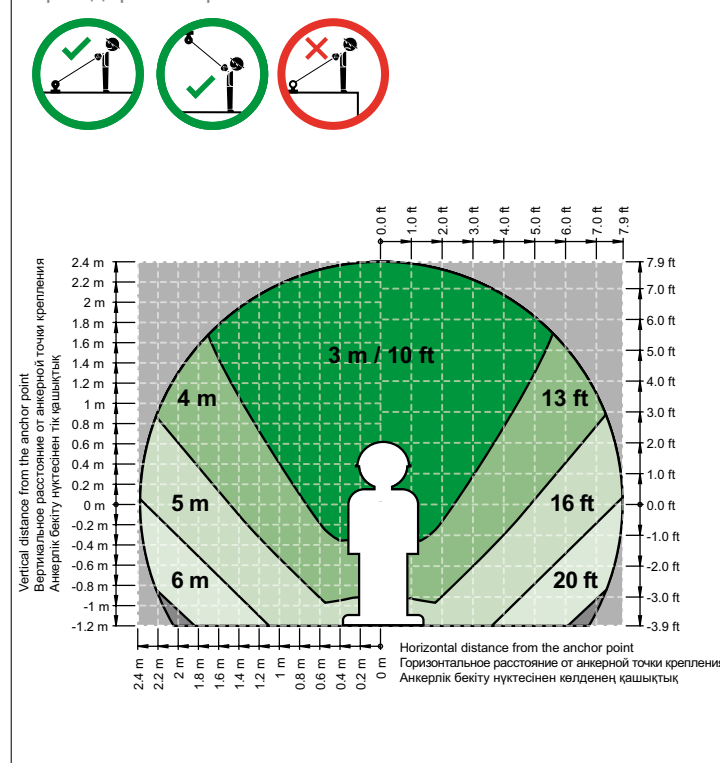 0.0 ft
1.0 ft
2.0 ft
3.0 ft
4.0 ft
5.0 ft
6.0 ft
7.0 ft
7.9 ft
Vertical distance from the anchor point
Вертикальное расстояние от анкерной точки крепления
Анкерлік бекіту нүктесінен тік қашықтық
2.4 m
2.2 m
2 m
1.8 m
1.6 m
1.4 m
1.2 m
1 m
0.8 m
0.6 m
0.4 m
0.2 m
0 m
-0.2 m
-0.4 m
-0.6 m
-0.8 m
-1 m
-1.2 m
3 m / 10 ft
4 m
13 ft
5 m
16 ft
6 m
20 ft
7.9 ft
7.0 ft
6.0 ft
5.0 ft
4.0 ft
3.0 ft
2.0 ft
1.0 ft
0.0 ft
-1.0 ft
-2.0 ft
-3.0 ft
-3.9 ft
2.4 m
2.2 m
2 m
1.8 m
1.6 m
1.4 m
1.2 m
1 m
0.8 m
0.6 m
0.4 m
0.2 m
0 m
Horizontal distance from the anchor point
Горизонтальное расстояние от анкерной точки крепления
Анкерлік бекіту нүктесінен көлденең қашықтық